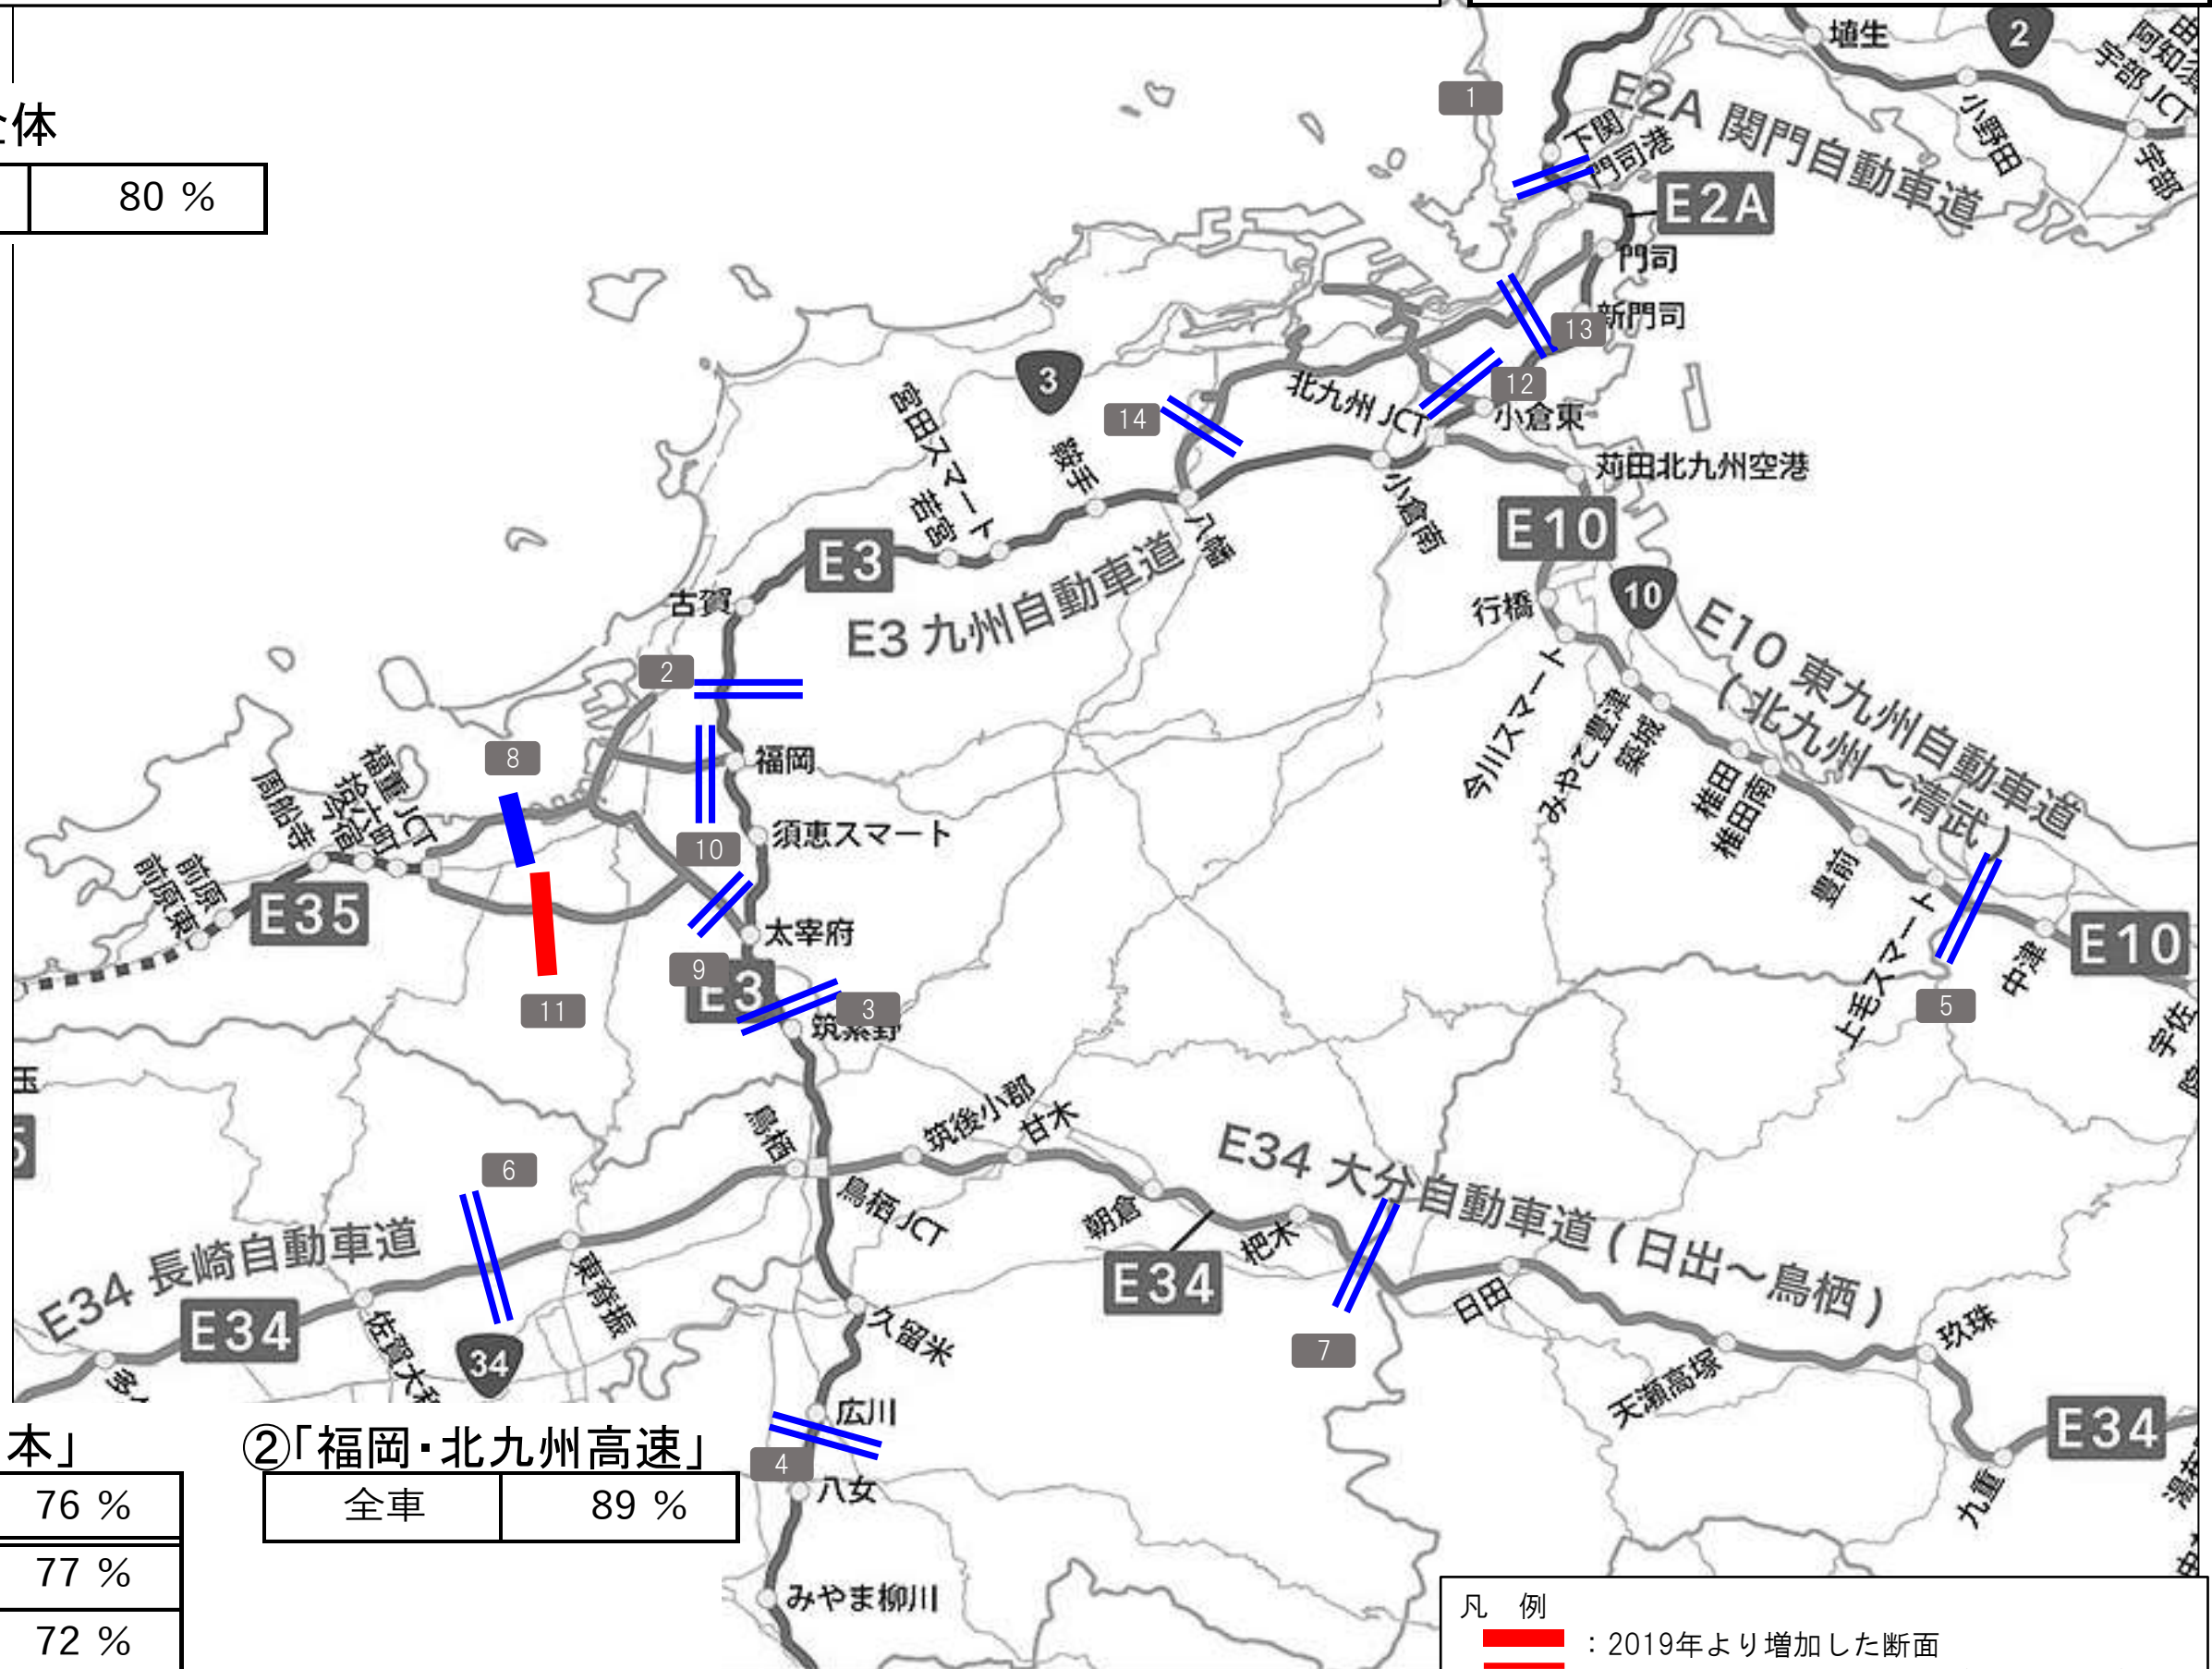 全体
80 %
1
埴生
2
宇部JCT
小野田
宇部
下関
門司港
E2A 関門自動車道
E2A
門司
新門司
13
12
小倉東
北九州JCT
14
3
宮田スマート
若宮
鞍手
八幡
小倉南
苅田北九州空港
E3
E10
古賀
E3 九州自動車道
行橋
10
E10 東九州自動車道
(北九州~清武)
今川スマート
みやこ豊津
築城
椎田
椎田南
豊前
上毛スマート
中津
E10
5
宇佐
2
福岡
8
須恵スマート
10
福重JCT
拾六町
今宿
周船寺
前原
前原東
E35
太宰府
9
11
E3
3
筑紫野
鳥栖
筑後小郡
甘木
鳥栖JCT
朝倉
杷木
E34
E34 大分自動車道(日出~鳥栖)
7
日田
天瀬高塚
玖珠
九重
E34
6
E34 長崎自動車道
E34
東脊振
34
久留米
広川
4
八女
みやま柳川
本」
76 %
77 %
72 %
②「福岡・北九州高速」
全車 89 %
凡 例
：2019年より増加した断面